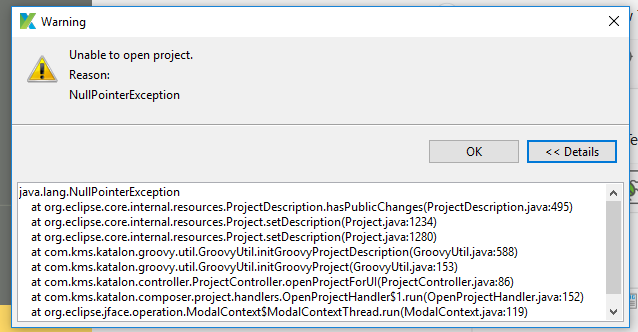 Warning
Unable to open project.
Reason:
NullPointerException
OK
<< Details
java.lang.NullPointerException
at org.eclipse.core.internal.resources.ProjectDescription.hasPublicChanges(ProjectDescription.java:495)
at org.eclipse.core.internal.resources.Project.setDescription(Project.java:1234)
at org.eclipse.core.internal.resources.Project.setDescription(Project.java:1280)
at com.kms.katalon.groovy.util.GroovyUtil.initGroovyProjectDescription(GroovyUtil.java:588)
at com.kms.katalon.groovy.util.GroovyUtil.initGroovyProject(GroovyUtil.java:153)
at com.kms.katalon.controller.ProjectController.openProjectForUI(ProjectController.java:86)
at com.kms.katalon.composer.project.handlers.OpenProjectHandler$1.run(OpenProjectHandler.java:152)
at org.eclipse.jface.operation.ModalContext$ModalContextThread.run(ModalContext.java:119)